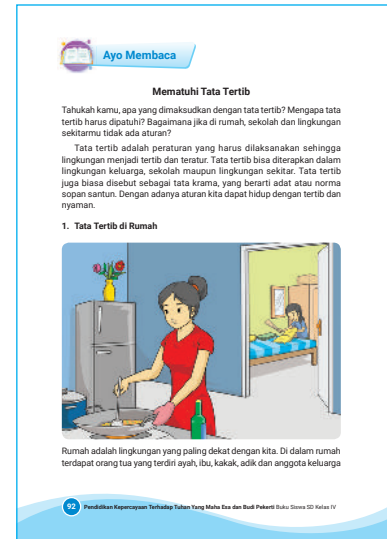 Ayo Membaca
Mematuhi Tata Tertib
Tahukah kamu, apa yang dimaksudkan dengan tata tertib? Mengapa tata
tertib harus dipatuhi? Bagaimana jika di rumah, sekolah dan lingkungan
sekitarmu tidak ada aturan?
Tata tertib adalah peraturan yang harus dilaksanakan sehingga
lingkungan menjadi tertib dan teratur. Tata tertib bisa diterapkan dalam
lingkungan keluarga, sekolah maupun lingkungan sekitar. Tata tertib
juga biasa disebut sebagai tata krama, yang berarti adat atau norma
sopan santun. Dengan adanya aturan kita dapat hidup dengan tertib dan
nyaman.
1. Tata Tertib di Rumah
Rumah adalah lingkungan yang paling dekat dengan kita. Di dalam rumah
terdapat orang tua yang terdiri ayah, ibu, kakak, adik dan anggota keluarga
92 Pendidikan Kepercayaan Terhadap Tuhan Yang Maha Esa dan Budi Pekerti Buku Siswa SD Kelas IV